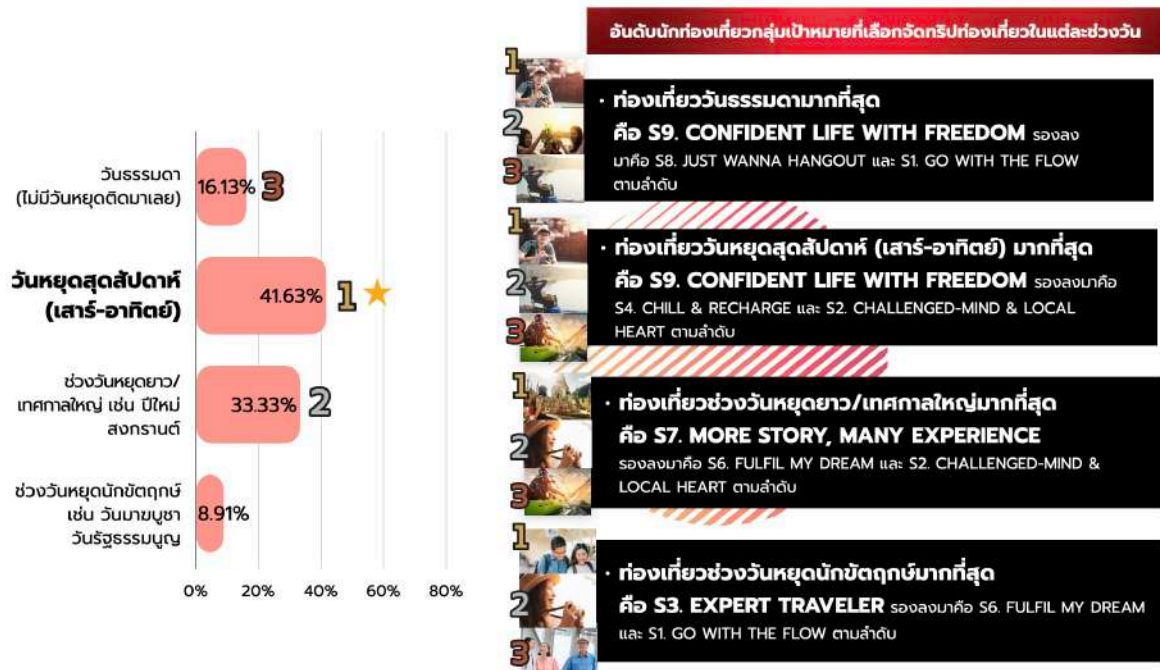 วันธรรมดา
(ไม่มีวันหยุดติดมาเลย)
16.13% 3
วันหยุดสุดสัปดาห์
(เสาร์-อาทิตย์)
41.63% 1
ช่วงวันหยุดยาว/
เทศกาลใหญ่ เช่น ปีใหม่
สงกรานต์
33.33% 2
ช่วงวันหยุดนักขัตฤกษ์
เช่น วันมาฆบูชา
วันรัฐธรรมนูญ
8.91%
0% 20% 40% 60% 80%
อันดับนักท่องเที่ยวกลุ่มเป้าหมายที่เลือกจัดทริปท่องเที่ยวในแต่ละช่วงวัน
1
2
3
• ท่องเที่ยววันธรรมดามากที่สุด
คือ S9. CONFIDENT LIFE WITH FREEDOM รองลง
มาคือ S8. JUST WANNA HANGOUT และ S1. GO WITH THE FLOW
ตามลำดับ
1
2
3
• ท่องเที่ยววันหยุดสุดสัปดาห์ (เสาร์-อาทิตย์) มากที่สุด
คือ S9. CONFIDENT LIFE WITH FREEDOM รองลงมาคือ
S4. CHILL & RECHARGE และ S2. CHALLENGED-MIND & LOCAL
HEART ตามลำดับ
1
2
3
• ท่องเที่ยวช่วงวันหยุดยาว/เทศกาลใหญ่มากที่สุด
คือ S7. MORE STORY, MANY EXPERIENCE
รองลงมาคือ S6. FULFIL MY DREAM และ S2. CHALLENGED-MIND &
LOCAL HEART ตามลำดับ
1
2
3
• ท่องเที่ยวช่วงวันหยุดนักขัตฤกษ์มากที่สุด
คือ S3. EXPERT TRAVELER รองลงมาคือ S6. FULFIL MY DREAM
และ S1. GO WITH THE FLOW ตามลำดับ